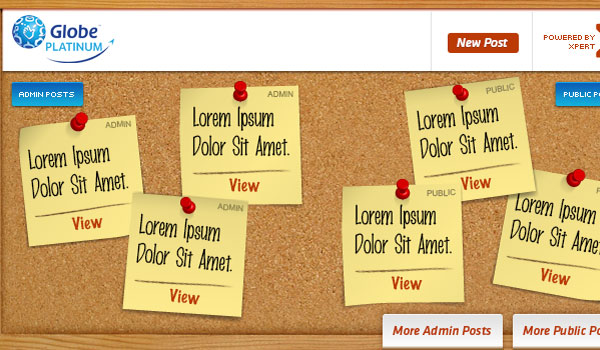 Globe
PLATINUM
New Post
POWERED BY
XPERT
ADMIN POSTS
ADMIN
Lorem Ipsum
Dolor Sit Amet.
View
ADMIN
Lorem Ipsum
Dolor Sit Amet.
View
ADMIN
Lorem Ipsum
Dolor Sit Amet.
View
PUBLIC
Lorem Ipsum
Dolor Sit Amet.
View
PUBLIC
Lorem Ipsum
Dolor Sit Amet.
View
PUBLIC
Lorem Ipsum
Dolor Sit Amet.
View
More Admin Posts
More Public Po